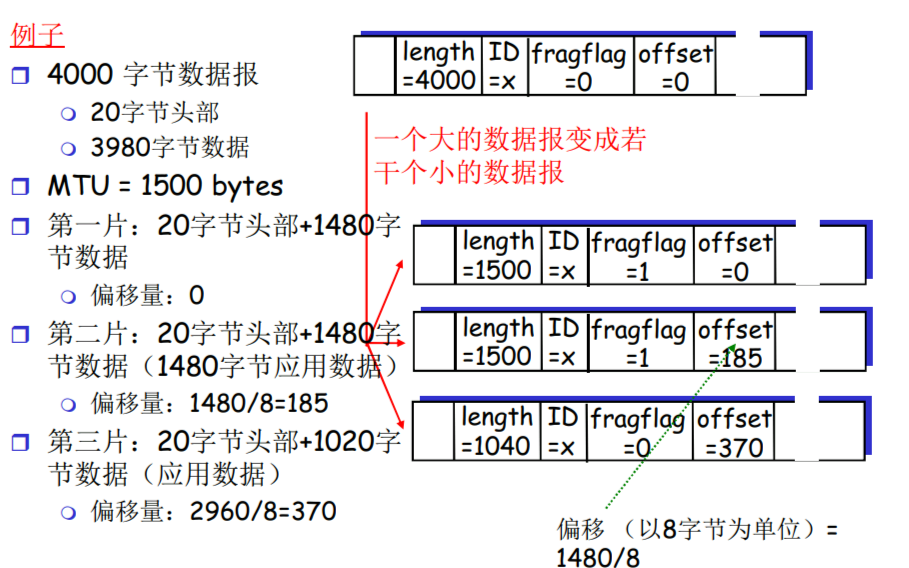 例子
4000 字节数据报
20字节头部
3980字节数据
MTU = 1500 bytes
第一片：20字节头部+1480字
节数据
偏移量：0
第二片：20字节头部+1480字
节数据（1480字节应用数据）
偏移量：1480/8=185
第三片：20字节头部+1020字
节数据（应用数据）
偏移量：2960/8=370
length ID fragflag offset
=4000 =x =0 =0
一个大的数据报变成若
干个小的数据报
length ID fragflag offset
=1500 =x =1 =0
length ID fragflag offset
=1500 =x =1 =185
length ID fragflag offset
=1040 =x =0 =370
偏移 （以8字节为单位）=
1480/8